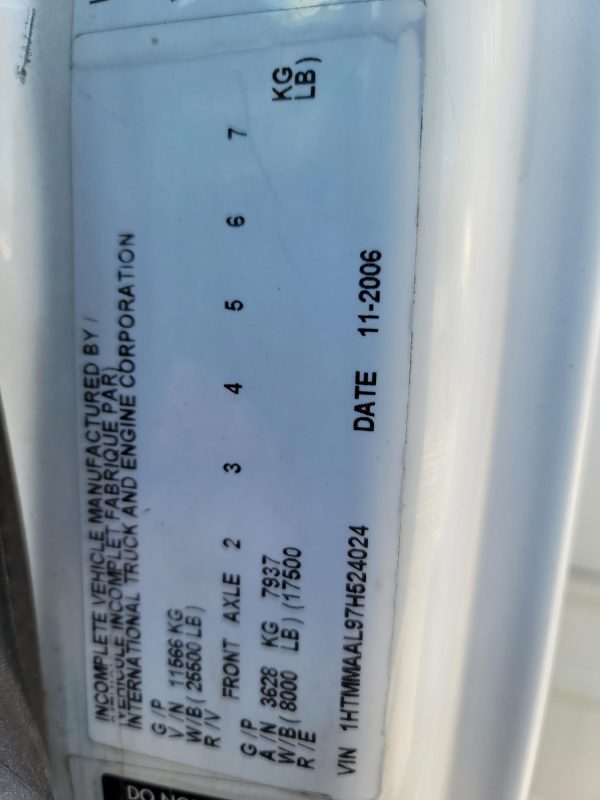 INCOMPLETE VEHICLE MANUFACTURED BY /
VEHICULE INCOMPLET FABRIQUE PAR)
INTERNATIONAL TRUCK AND ENGINE CORPORATION
G / P
V / N 11566 KG
W/B ( 25500 LB )
R / V
FRONT AXLE 2 3 4 5 6 7
G / P
A / N 3628 KG 7937 KG
W/B ( 8000 LB ) (17500 LB )
R / E
VIN 1HTMMAAL97H524024 DATE 11-2006
DO NO